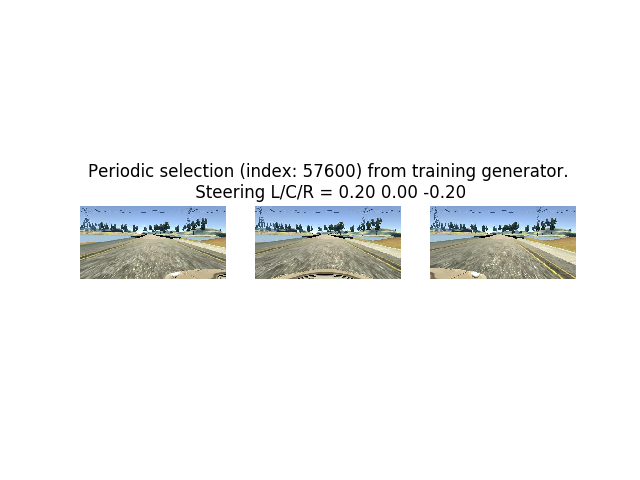 Periodic selection (index: 57600) from training generator.
Steering L/C/R = 0.20 0.00 -0.20